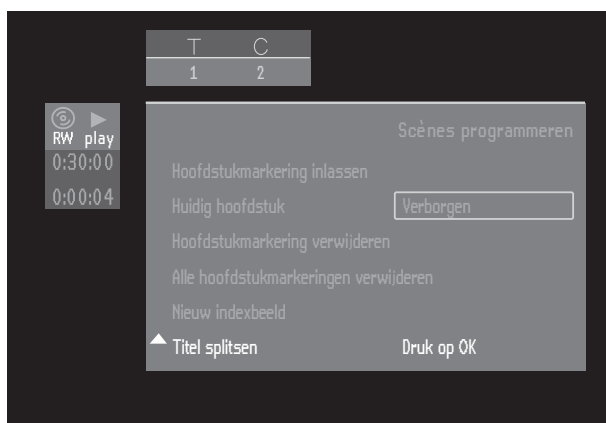 T C
1 2
RW play
0:30:00
0:00:04
Scènes programmeren
Hoofdstukmarkering inlassen
Huidig hoofdstuk Verborgen
Hoofdstukmarkering verwijderen
Alle hoofdstukmarkeringen verwijderen
Nieuw indexbeeld
Titel splitsen Druk op OK